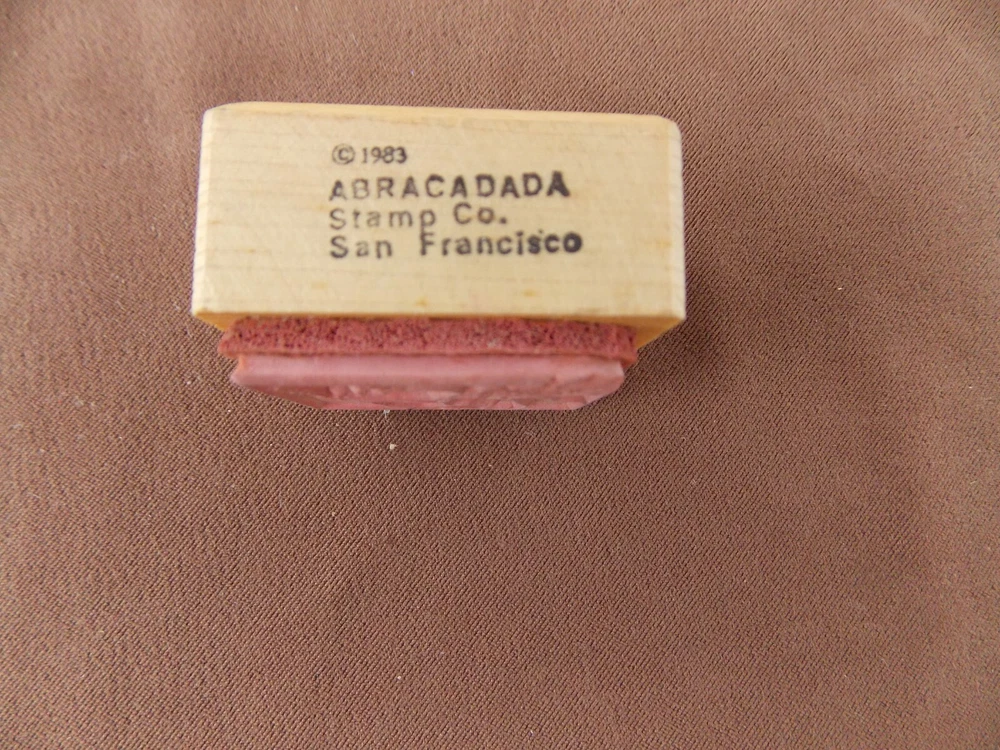 © 1983
ABRACADADA
Stamp Co.
San Francisco